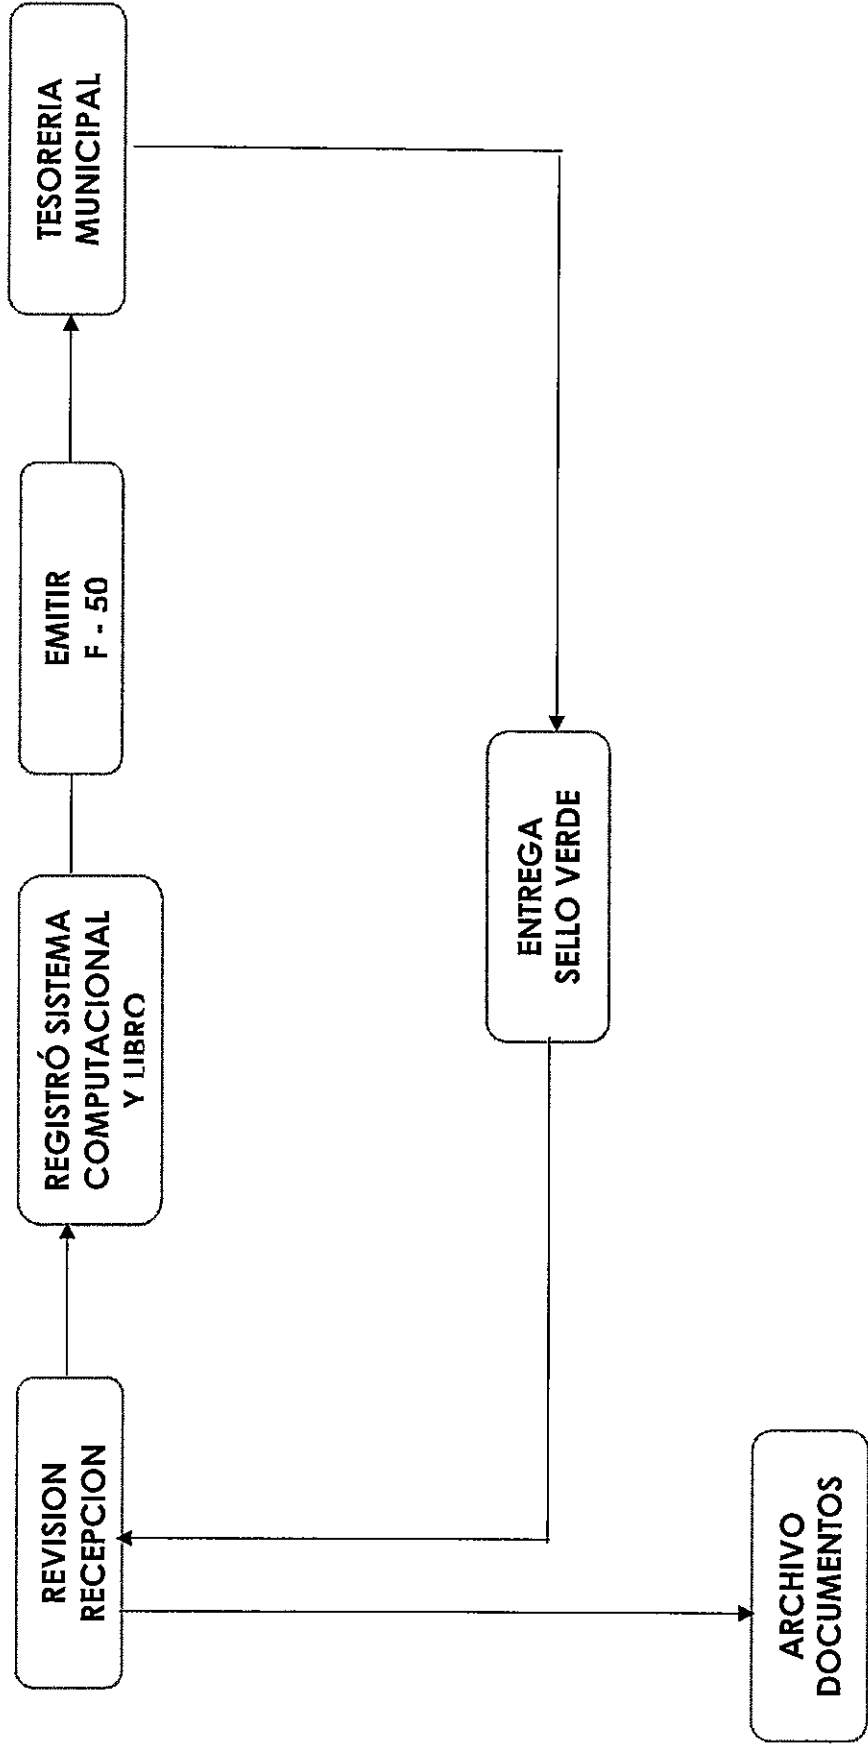 REVISION
RECEPCION
REGISTRÓ SISTEMA
COMPUTACIONAL
Y LIBRO
EMITIR
F - 50
TESORERIA
MUNICIPAL
ENTREGA
SELLO VERDE
ARCHIVO
DOCUMENTOS